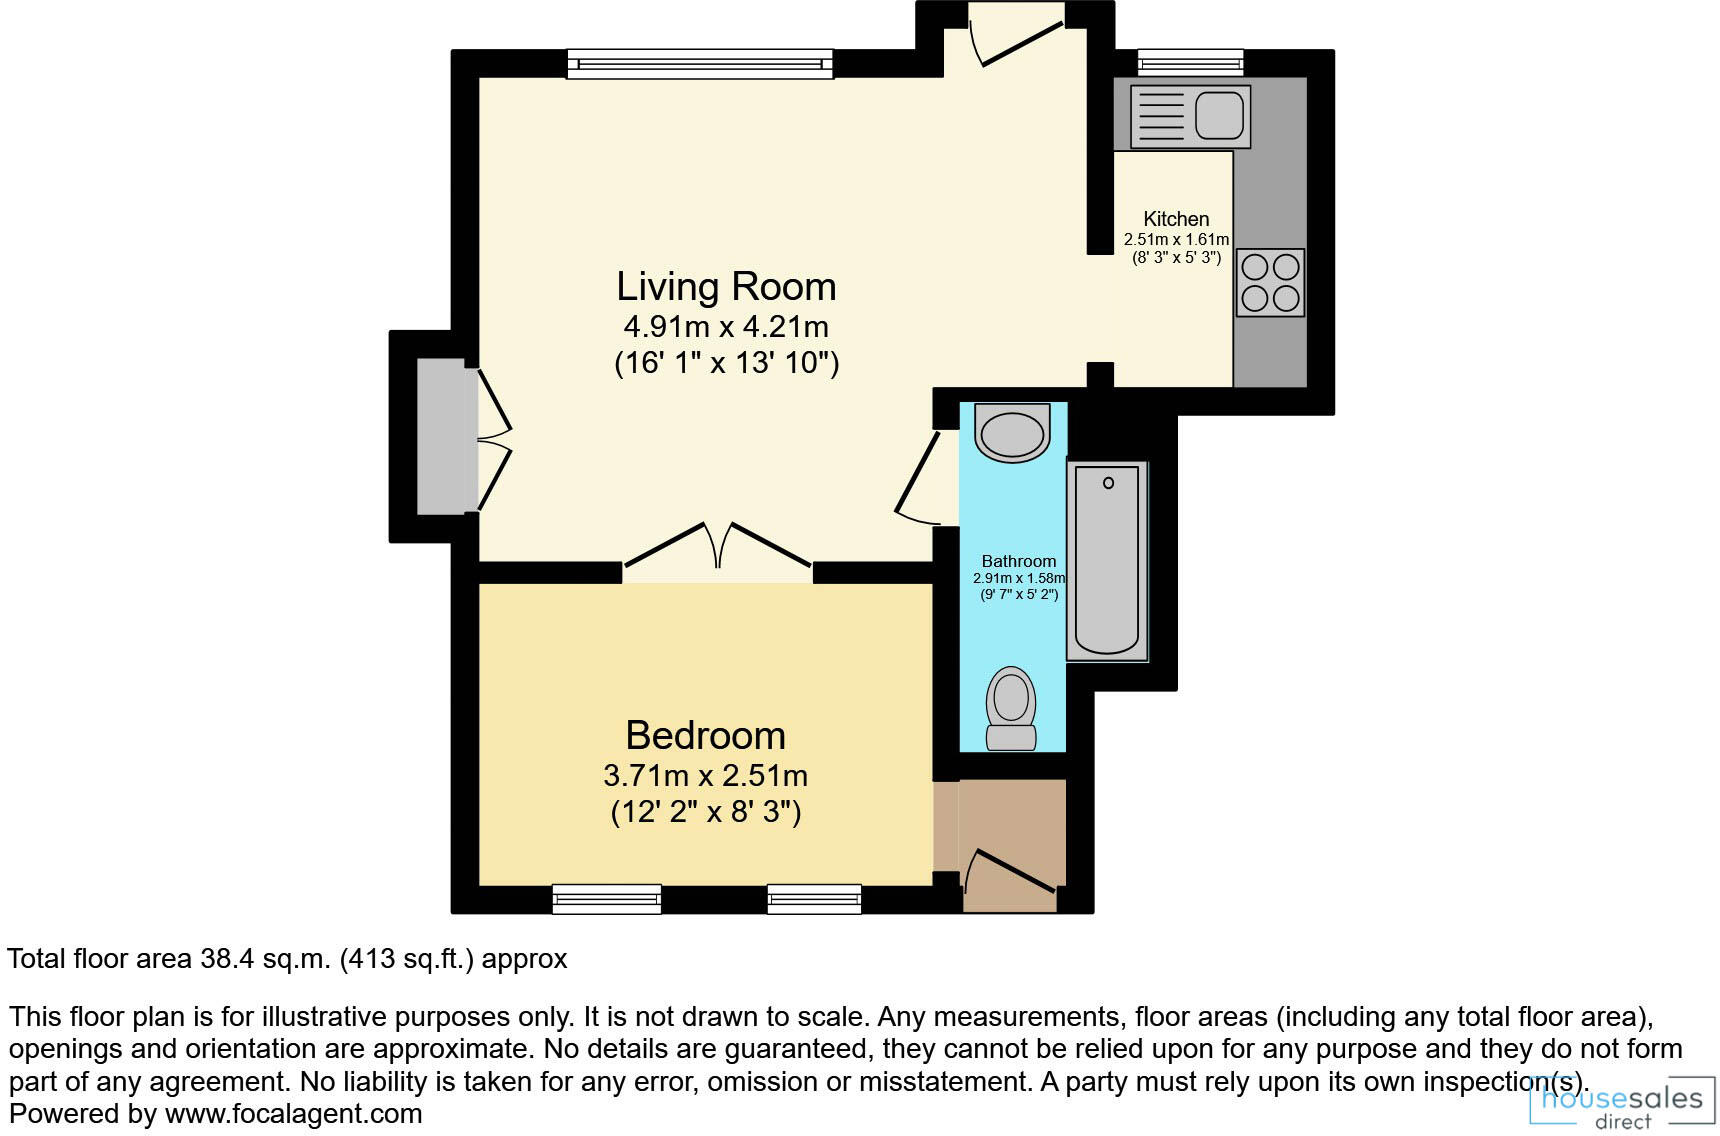 Kitchen
2.51m x 1.61m
(8' 3" x 5' 3")
Living Room
4.91m x 4.21m
(16' 1" x 13' 10")
Bathroom
2.91m x 1.58m
(9' 7" x 5' 2")
Bedroom
3.71m x 2.51m
(12' 2" x 8' 3")
Total floor area 38.4 sq.m. (413 sq.ft.) approx
This floor plan is for illustrative purposes only. It is not drawn to scale. Any measurements, floor areas (including any total floor area),
openings and orientation are approximate. No details are guaranteed, they cannot be relied upon for any purpose and they do not form
part of any agreement. No liability is taken for any error, omission or misstatement. A party must rely upon its own inspection(s).
Powered by www.focalagent.com
housesales
direct